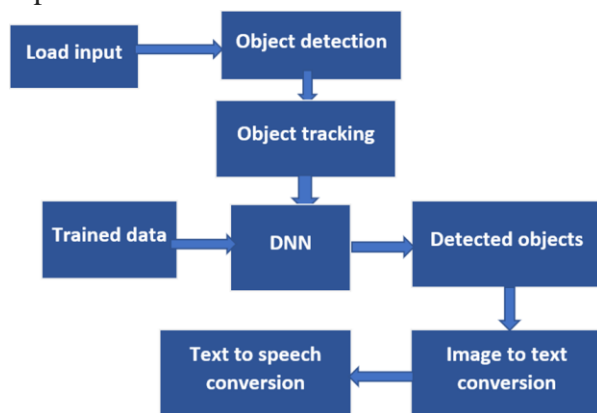 Load input
Object detection
Object tracking
Trained data
DNN
Detected objects
Text to speech
conversion
Image to text
conversion